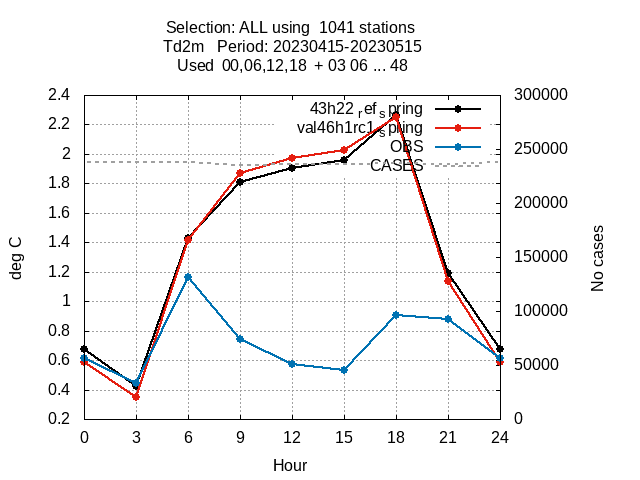 Selection: ALL using  1041 stations
Td2m   Period: 20230415-20230515
Used  00,06,12,18  + 03 06 ... 48
2.4
2.2
2
1.8
1.6
1.4
1.2
1
0.8
0.6
0.4
0.2
deg C
43h22ref_spring
val46h1rc1_spring
OBS
CASES
300000
250000
200000
150000
100000
50000
0
No cases
0 3 6 9 12 15 18 21 24
Hour